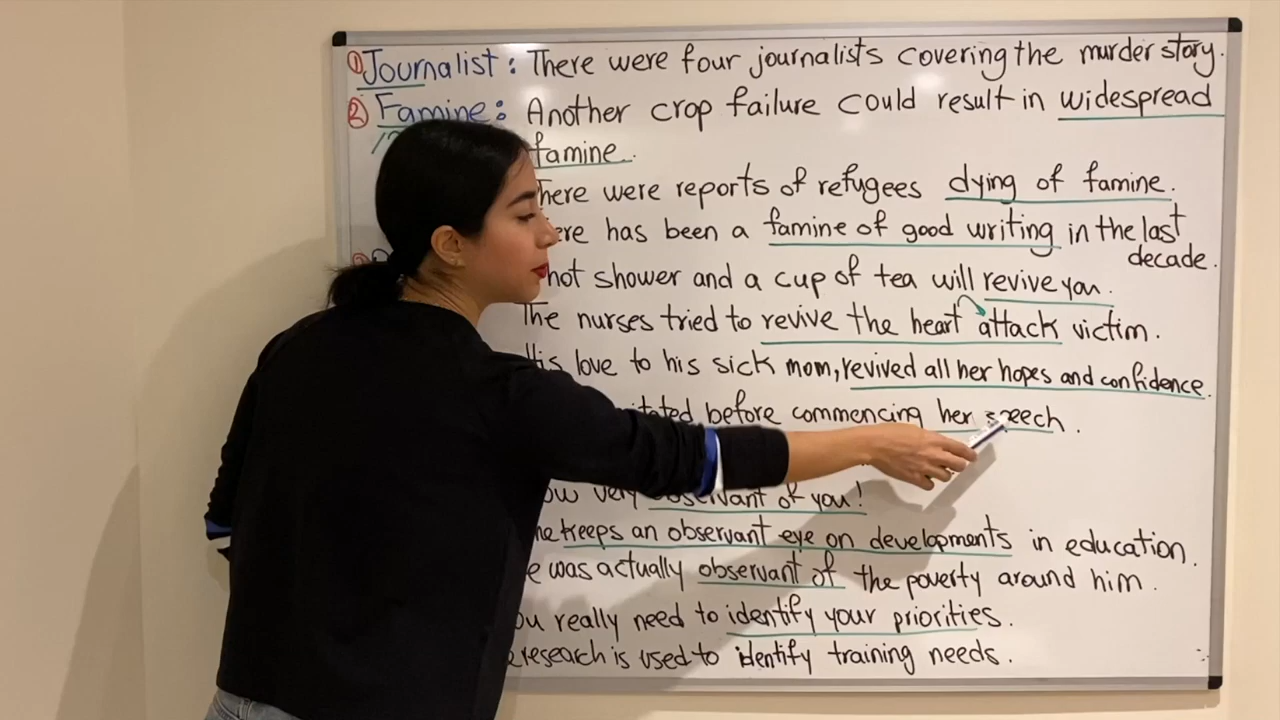 ① Journalist: There were four journalists covering the murder story.
② Famine: Another crop failure could result in widespread
famine.
here were reports of refugees dying of famine.
ere has been a famine of good writing in the last
decade.
hot shower and a cup of tea will revive you.
The nurses tried to revive the heart attack victim.
His love to his sick mom, revived all her hopes and confidence.
itated before commencing her speech.
ow very observant of you!
he keeps an observant eye on developments in education.
e was actually observant of the poverty around him.
ou really need to identify your priorities.
e research is used to identify training needs.